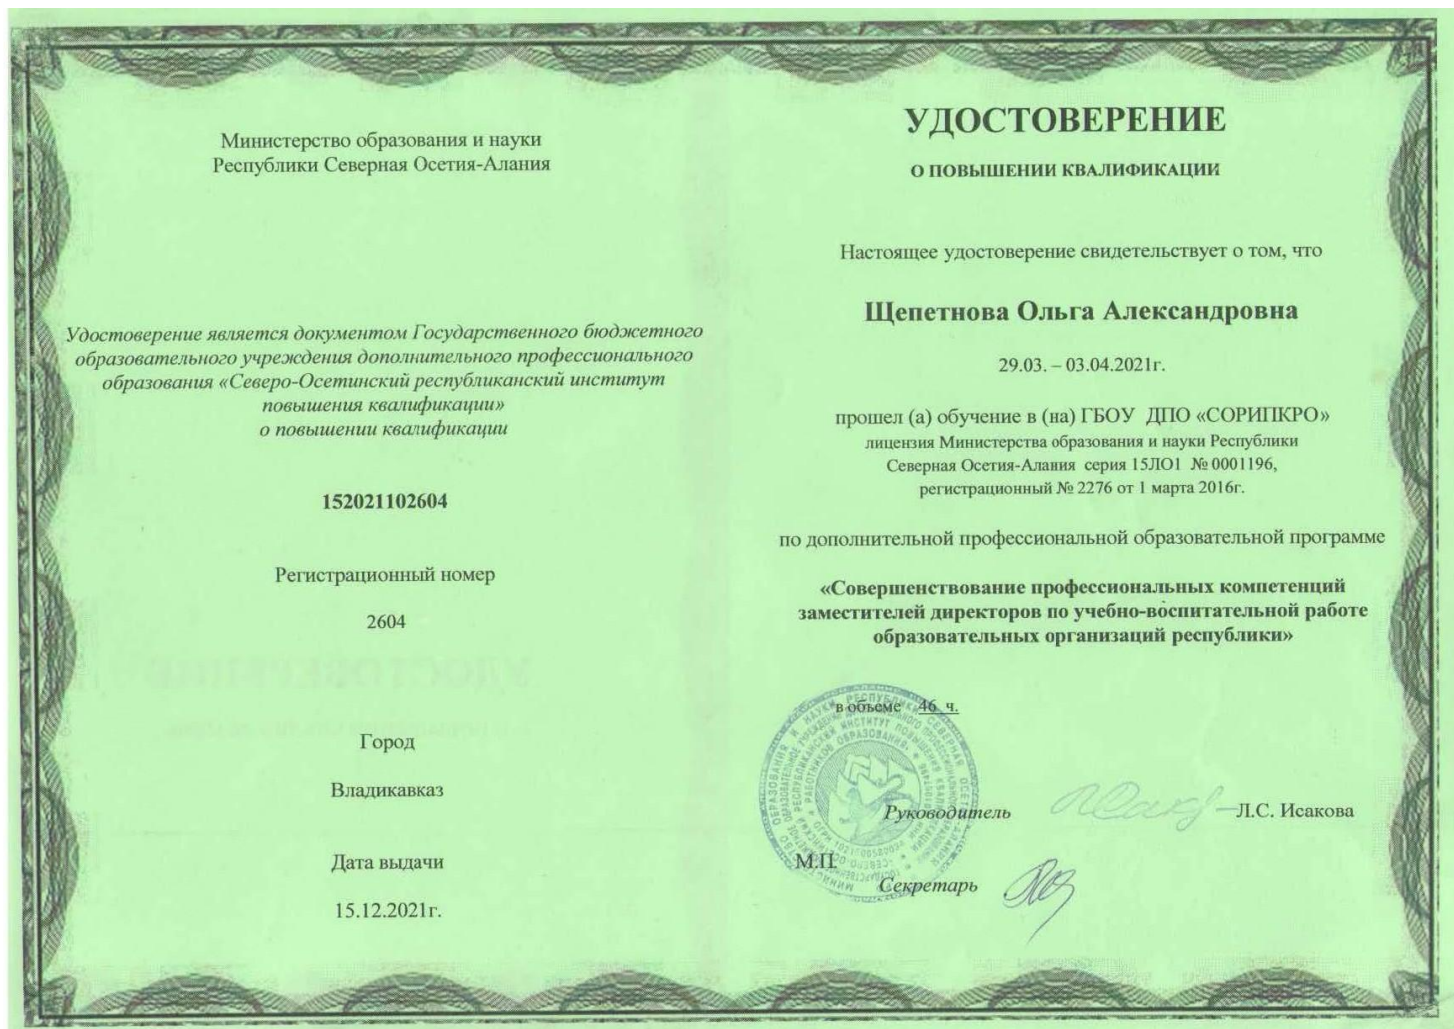 Министерство образования и науки
Республики Северная Осетия-Алания
Удостоверение является документом Государственного бюджетного
образовательного учреждения дополнительного профессионального
образования «Северо-Осетинский республиканский институт
повышения квалификации»
о повышении квалификации
152021102604
Регистрационный номер
2604
Город
Владикавказ
Дата выдачи
15.12.2021г.
УДОСТОВЕРЕНИЕ
О ПОВЫШЕНИИ КВАЛИФИКАЦИИ
Настоящее удостоверение свидетельствует о том, что
Щепетнова Ольга Александровна
29.03. – 03.04.2021г.
прошел (а) обучение в (на) ГБОУ ДПО «СОРИПКРО»
лицензия Министерства образования и науки Республики
Северная Осетия-Алания серия 15ЛО1 № 0001196,
регистрационный № 2276 от 1 марта 2016г.
по дополнительной профессиональной образовательной программе
«Совершенствование профессиональных компетенций
заместителей директоров по учебно-воспитательной работе
образовательных организаций республики»
в объеме 46 ч.
Руководитель Л.С. Исакова
М.П.
Секретарь